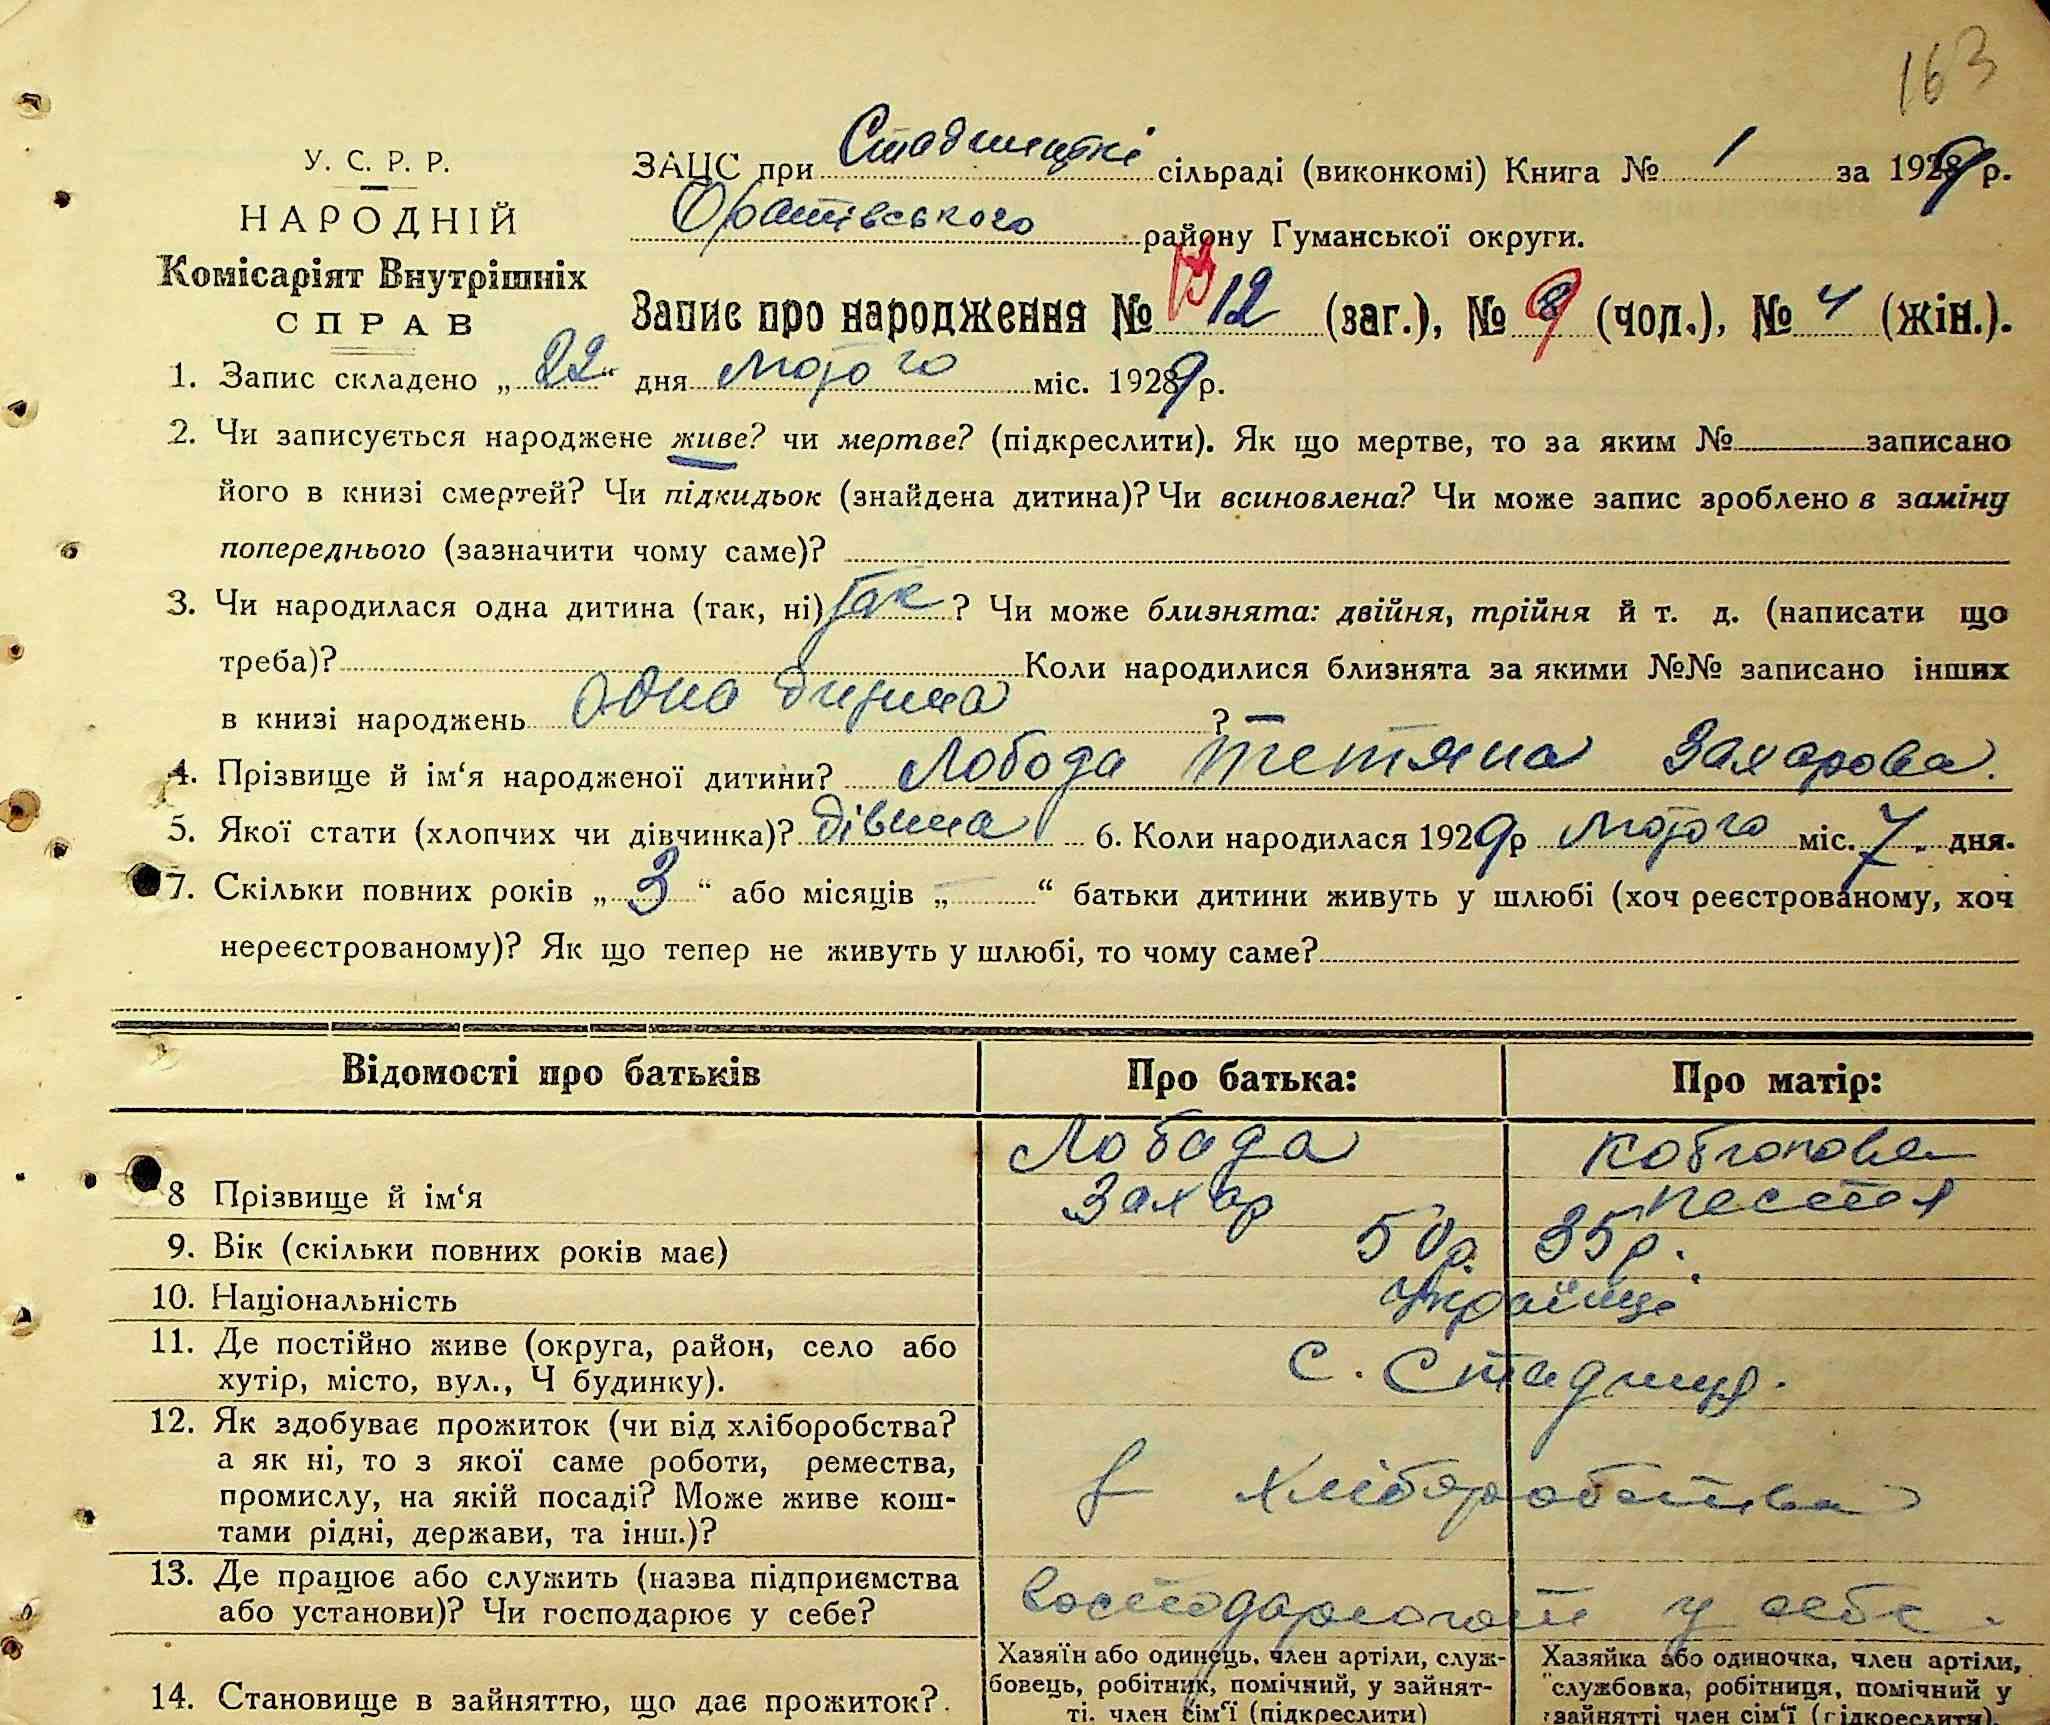 163
У. С. Р. Р.
НАРОДНІЙ
Комісаріят Внутрішніх
СПРАВ
ЗАЦС при Стадницькі сільраді (виконкомі) Книга № 1 за 1929 р.
Оратівського району Гуманської округи.
Запис про народження № 13 12 (заг.), № 9 (чол.), № 4 (жін.).
1. Запис складено „ 22 “ дня лютого міс. 1929 р.
2. Чи записується народжене живе? чи мертве? (підкреслити). Як що мертве, то за яким № записано
його в книзі смертей? Чи підкидьок (знайдена дитина)? Чи всиновлена? Чи може запис зроблено в заміну
попереднього (зазначити чому саме)?
3. Чи народилася одна дитина (так, ні) так ? Чи може близнята: двійня, трійня й т. д. (написати що
треба)? Коли народилися близнята за якими №№ записано інших
в книзі народжень одна дитина ? —
4. Прізвище й ім‘я народженої дитини? Лобода Тетяна Захарова.
5. Якої стати (хлопчих чи дівчинка)? дівчина 6. Коли народилася 1929р лютого міс. 7 дня.
7. Скільки повних років „ 3 “ або місяців „ — “ батьки дитини живуть у шлюбі (хоч реєстрованому, хоч
нереєстрованому)? Як що тепер не живуть у шлюбі, то чому саме?
Відомості про батьків Про батька: Про матір:
Лобода
8 Прізвище й ім‘я Захар
9. Вік (скільки повних років має) 50р. 35р.
10. Національність Українці
11. Де постійно живе (округа, район, село або
хутір, місто, вул., Ч будинку). с. Стадниця.
12. Як здобуває прожиток (чи від хліборобства?
а як ні, то з якої саме роботи, ремества,
промислу, на якій посаді? Може живе кош-
тами рідні, держави, та інш.)? хліборобства
13. Де працює або служить (назва підприємства
або установи)? Чи господарює у себе? Господарюють у себе.
14. Становище в зайняттю, що дає прожиток?
Хазяїн або одинець, член артіли, служ-
бовець, робітник, помічний, у зайнят-
ті, член сім‘ї (підкреслити)
Хазяйка або одиночка, член артіли,
службовка, робітниця, помічний у
зайнятті член сім‘ї (підкреслити).